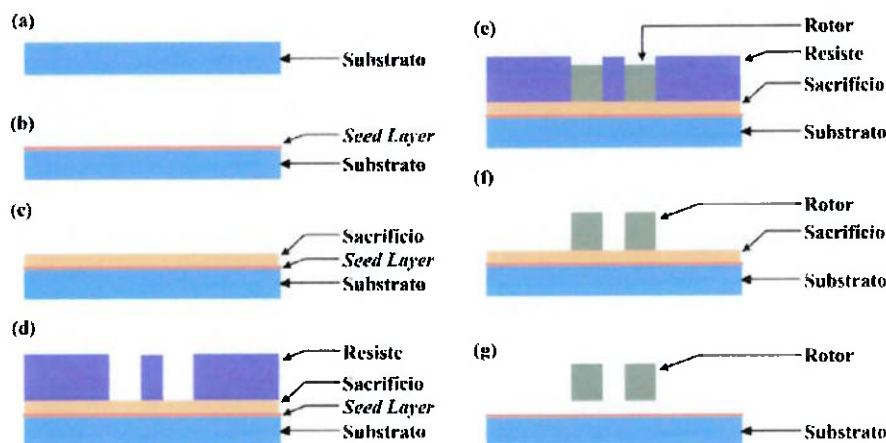 (a)
Substrato
(b)
Seed Layer
Substrato
(c)
Sacrifício
Seed Layer
Substrato
(d)
Resiste
Sacrifício
Seed Layer
Substrato
(e)
Rotor
Resiste
Sacrifício
Substrato
(f)
Rotor
Sacrifício
Substrato
(g)
Rotor
Substrato